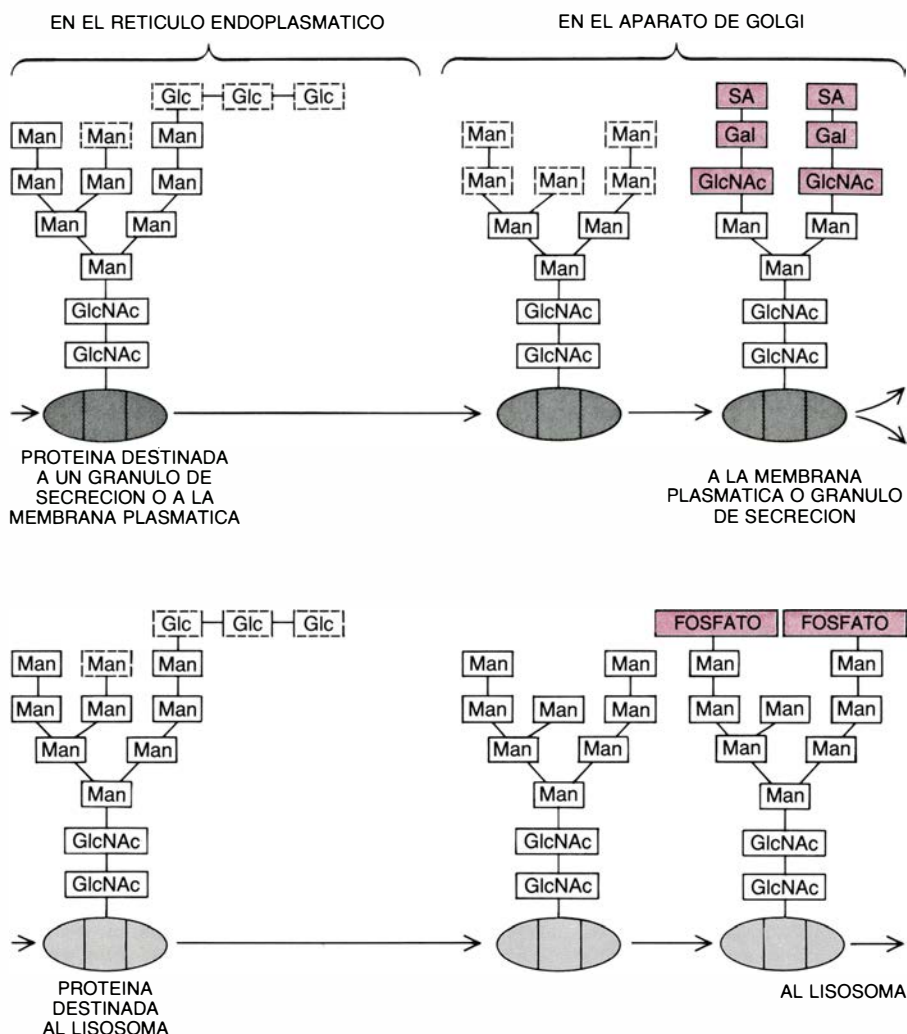 EN EL RETICULO ENDOPLASMATICO
EN EL APARATO DE GOLGI
Glc Glc Glc
SA SA
Man Man Man
Man Man
Gal Gal
Man Man Man
Man Man Man
GlcNAc GlcNAc
Man Man
Man Man
Man Man
Man
Man
Man
GlcNAc
GlcNAc
GlcNAc
GlcNAc
GlcNAc
GlcNAc
PROTEINA DESTINADA
A UN GRANULO DE
SECRECION O A LA
MEMBRANA PLASMATICA
A LA MEMBRANA
PLASMATICA O GRANULO
DE SECRECION
Glc Glc Glc
FOSFATO FOSFATO
Man Man Man
Man Man
Man Man
Man Man Man
Man Man Man
Man Man Man
Man Man
Man Man
Man Man
Man
Man
Man
GlcNAc
GlcNAc
GlcNAc
GlcNAc
GlcNAc
GlcNAc
PROTEINA
DESTINADA
AL LISOSOMA
AL LISOSOMA